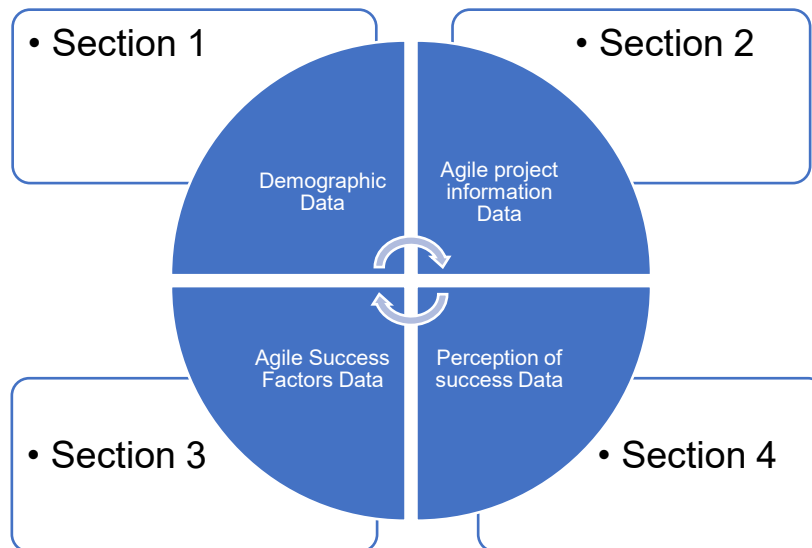 • Section 1
• Section 2
Demographic
Data
Agile project
information
Data
Agile Success
Factors Data
Perception of
success Data
• Section 3
• Section 4